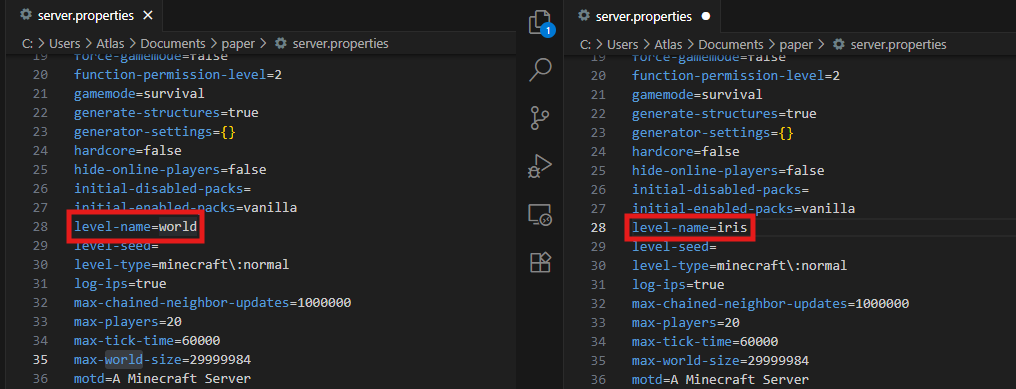 server.properties
C: > Users > Atlas > Documents > paper > server.properties
19 force-gamemode=false
20 function-permission-level=2
21 gamemode=survival
22 generate-structures=true
23 generator-settings={}
24 hardcore=false
25 hide-online-players=false
26 initial-disabled-packs=
27 initial-enabled-packs=vanilla
28 level-name=world
29 level-seed=
30 level-type=minecraft\:normal
31 log-ips=true
32 max-chained-neighbor-updates=1000000
33 max-players=20
34 max-tick-time=60000
35 max-world-size=29999984
36 motd=A Minecraft Server
1
server.properties
C: > Users > Atlas > Documents > paper > server.properties
19 force-gamemode=false
20 function-permission-level=2
21 gamemode=survival
22 generate-structures=true
23 generator-settings={}
24 hardcore=false
25 hide-online-players=false
26 initial-disabled-packs=
27 initial-enabled-packs=vanilla
28 level-name=iris
29 level-seed=
30 level-type=minecraft\:normal
31 log-ips=true
32 max-chained-neighbor-updates=1000000
33 max-players=20
34 max-tick-time=60000
35 max-world-size=29999984
36 motd=A Minecraft Server